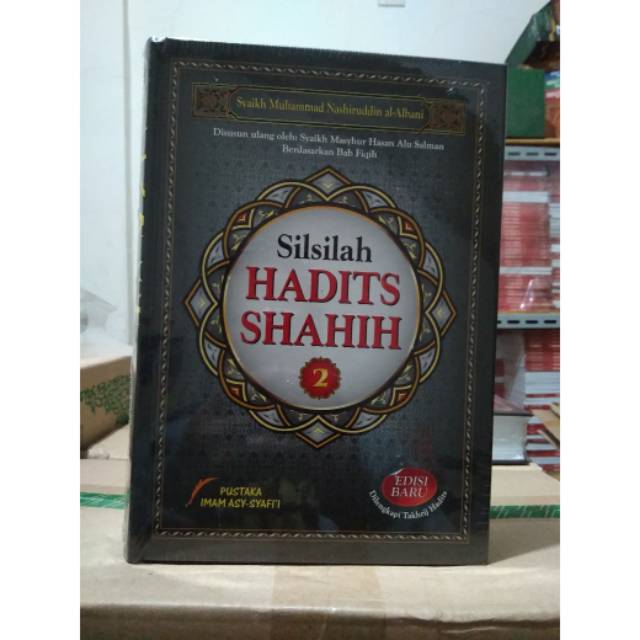 Syaikh Muhammad Nashiruddin al-Albani
Disusun ulang oleh: Syaikh Masyhur Hasan Alu Salman
Berdasarkan Bab Fiqih
Silsilah
HADITS
SHAHIH
2
PUSTAKA
IMAM ASY-SYAFI'I
EDISI
BARU
Dilengkapi Takhrij Hadits